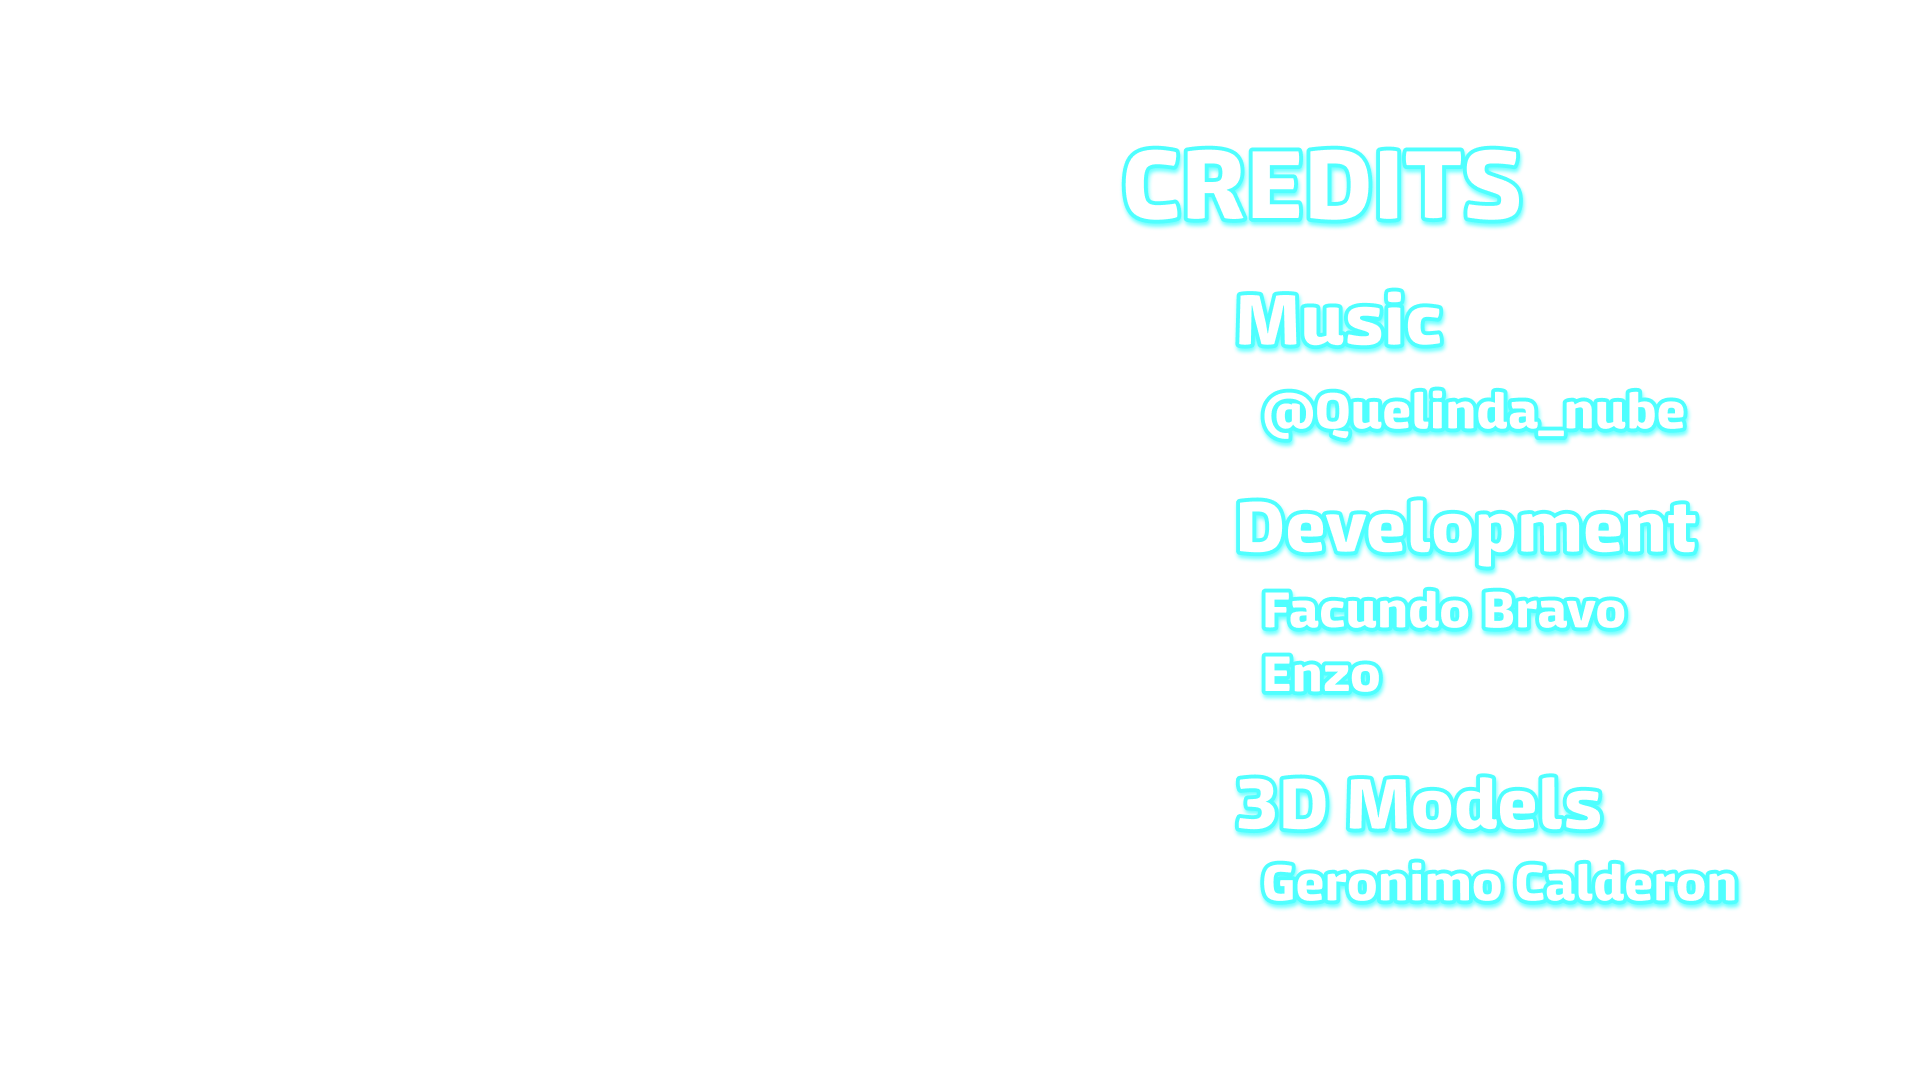 CREDITS
Music
@Quelinda_nube
Development
Facundo Bravo
Enzo
3D Models
Geronimo Calderon